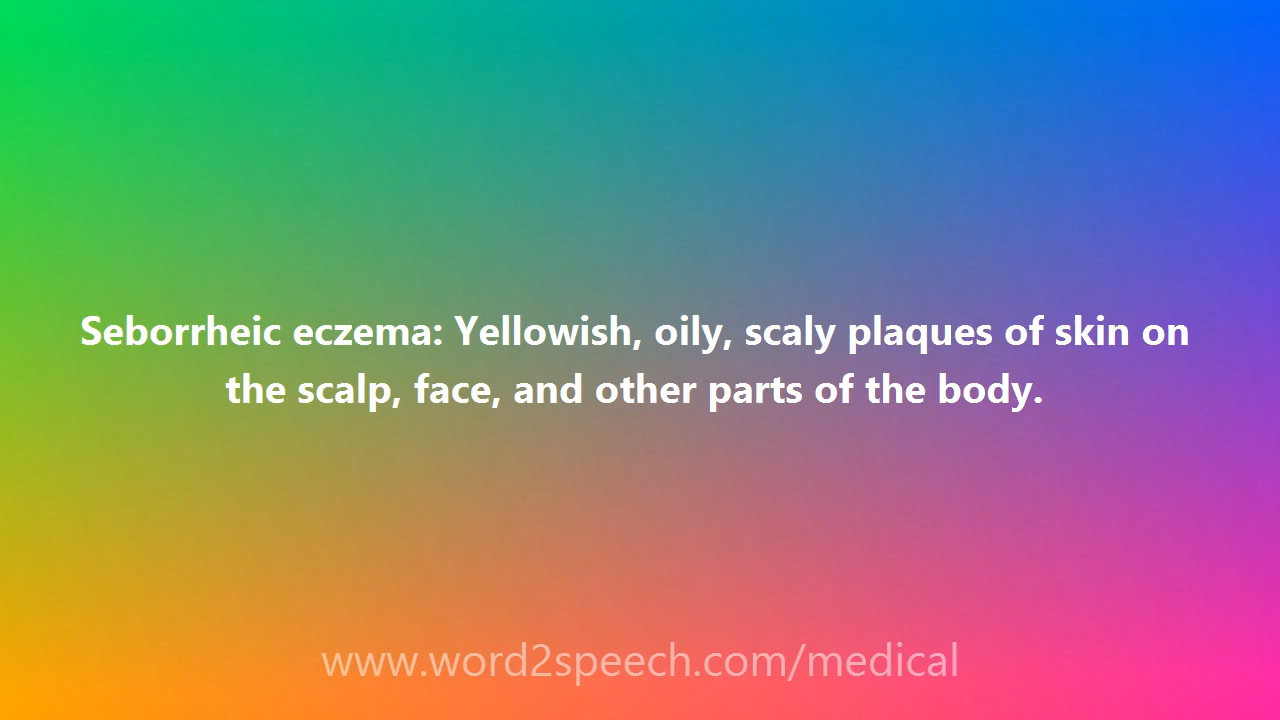 Seborrheic eczema: Yellowish, oily, scaly plaques of skin on
the scalp, face, and other parts of the body.
www.word2speech.com/medical